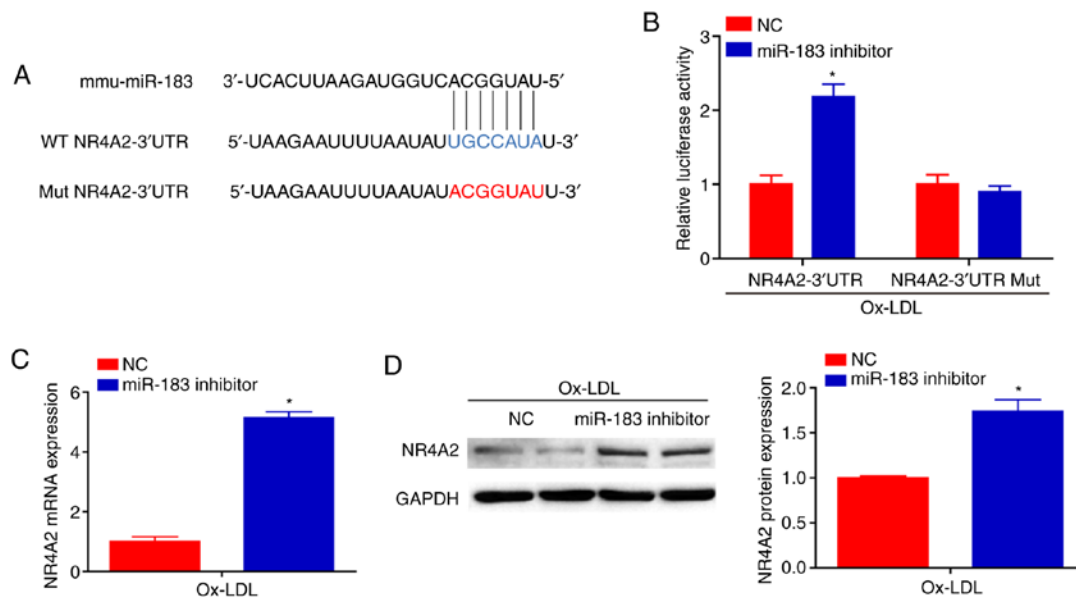 A
mmu-miR-183 3′-UCACUUAAGAUGGUCACGGUAU-5′
WT NR4A2-3′UTR 5′-UAAGAAUUUUAAUAUUGCCAUAU-3′
Mut NR4A2-3′UTR 5′-UAAGAAUUUUAAUAUACGGUAUU-3′
B
NC
miR-183 inhibitor
Relative luciferase activity
3
2
1
0
*
NR4A2-3′UTR NR4A2-3′UTR Mut
Ox-LDL
C
NC
miR-183 inhibitor
NR4A2 mRNA expression
6
4
2
0
*
Ox-LDL
D
Ox-LDL
NC miR-183 inhibitor
NR4A2
GAPDH
NC
miR-183 inhibitor
NR4A2 protein expression
2.0
1.5
1.0
0.5
0.0
*
Ox-LDL